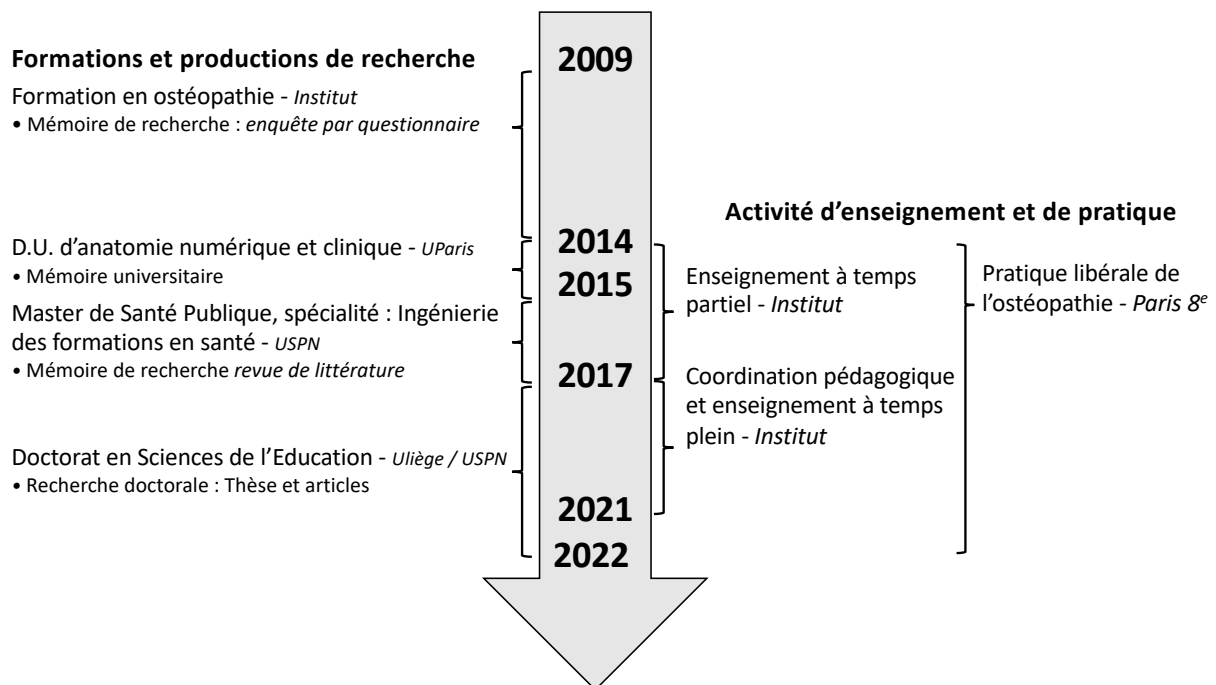 Formations et productions de recherche
Formation en ostéopathie - Institut
• Mémoire de recherche : enquête par questionnaire
D.U. d’anatomie numérique et clinique - UParis
• Mémoire universitaire
Master de Santé Publique, spécialité : Ingénierie
des formations en santé - USPN
• Mémoire de recherche revue de littérature
Doctorat en Sciences de l’Education - Uliège / USPN
• Recherche doctorale : Thèse et articles
2009
2014
2015
2017
2021
2022
Activité d’enseignement et de pratique
Enseignement à temps
partiel - Institut
Coordination pédagogique
et enseignement à temps
plein - Institut
Pratique libérale de
l’ostéopathie - Paris 8e